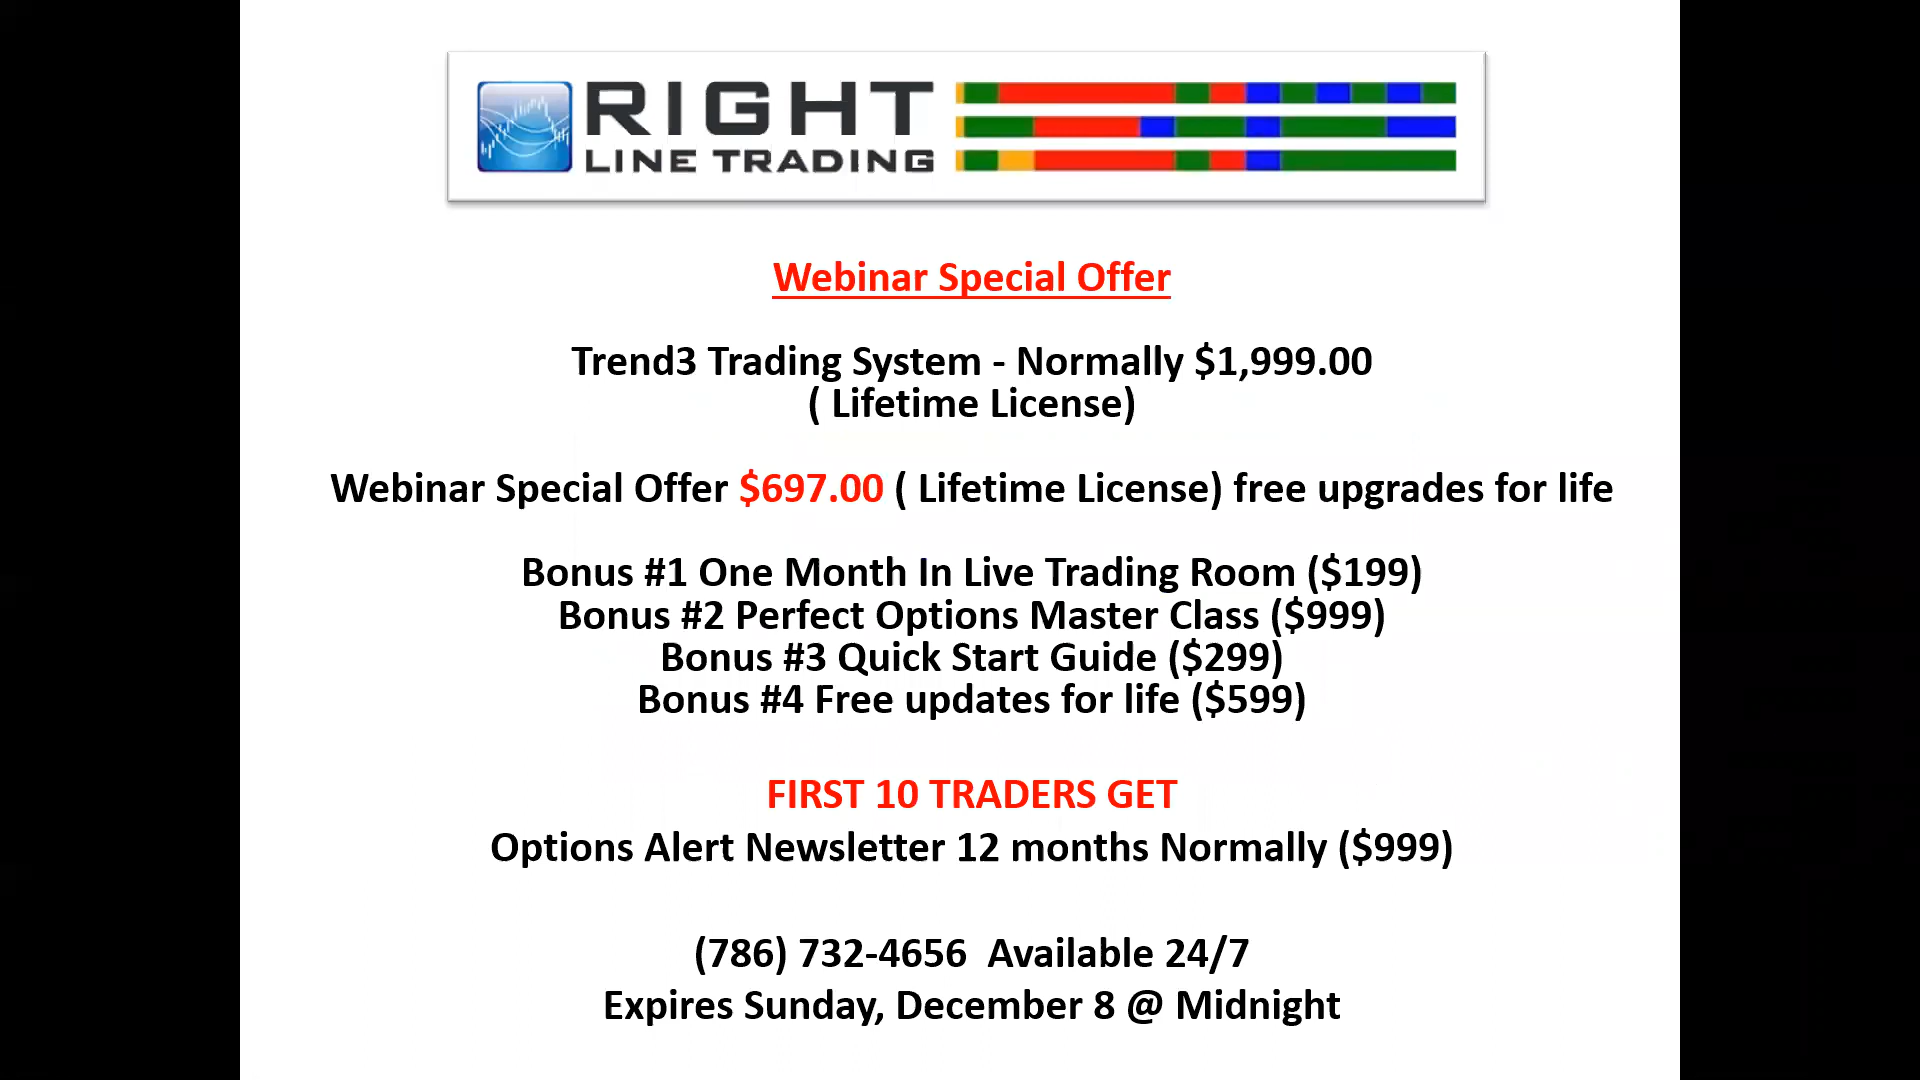 RIGHT
LINE TRADING
Webinar Special Offer
Trend3 Trading System - Normally $1,999.00
( Lifetime License)
Webinar Special Offer $697.00 ( Lifetime License) free upgrades for life
Bonus #1 One Month In Live Trading Room ($199)
Bonus #2 Perfect Options Master Class ($999)
Bonus #3 Quick Start Guide ($299)
Bonus #4 Free updates for life ($599)
FIRST 10 TRADERS GET
Options Alert Newsletter 12 months Normally ($999)
(786) 732-4656  Available 24/7
Expires Sunday, December 8 @ Midnight